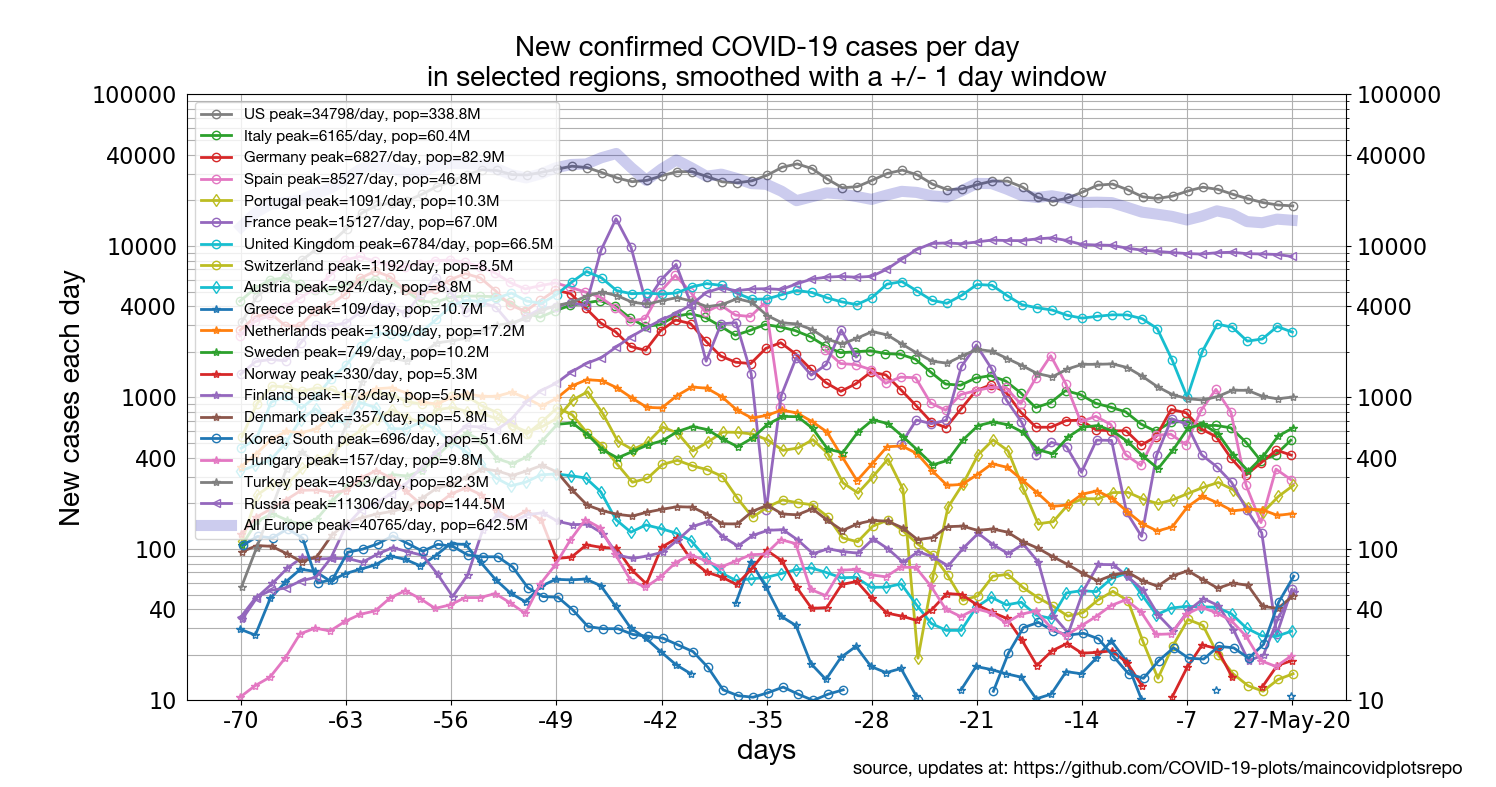 New confirmed COVID-19 cases per day
in selected regions, smoothed with a +/- 1 day window
100000
40000
10000
4000
1000
400
100
40
10
New cases each day
US peak=34798/day, pop=338.8M
Italy peak=6165/day, pop=60.4M
Germany peak=6827/day, pop=82.9M
Spain peak=8527/day, pop=46.8M
Portugal peak=1091/day, pop=10.3M
France peak=15127/day, pop=67.0M
United Kingdom peak=6784/day, pop=66.5M
Switzerland peak=1192/day, pop=8.5M
Austria peak=924/day, pop=8.8M
Greece peak=109/day, pop=10.7M
Netherlands peak=1309/day, pop=17.2M
Sweden peak=749/day, pop=10.2M
Norway peak=330/day, pop=5.3M
Finland peak=173/day, pop=5.5M
Denmark peak=357/day, pop=5.8M
Korea, South peak=696/day, pop=51.6M
Hungary peak=157/day, pop=9.8M
Turkey peak=4953/day, pop=82.3M
Russia peak=11306/day, pop=144.5M
All Europe peak=40765/day, pop=642.5M
100000
40000
10000
4000
1000
400
100
40
10
-70 -63 -56 -49 -42 -35 -28 -21 -14 -7 27-May-20
days
source, updates at: https://github.com/COVID-19-plots/maincovidplotsrepo